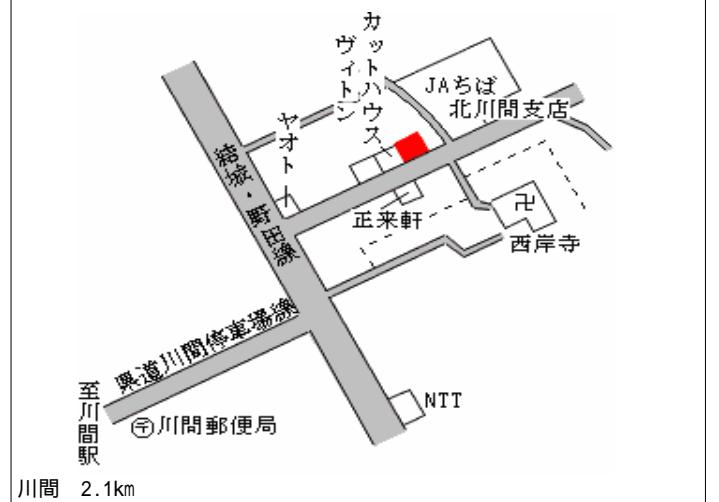 カットハウス
ヴィトン
JAちば
北川間支店
ヤオトー
結城・野田線
正来軒
卍
西岸寺
県道川間停車場線
至川間駅
〒川間郵便局
NTT
川間　2.1km